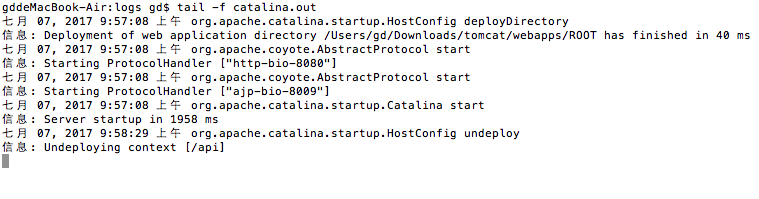 gddeMacBook-Air:logs gd$ tail -f catalina.out
七月 07, 2017 9:57:08 上午 org.apache.catalina.startup.HostConfig deployDirectory
信息: Deployment of web application directory /Users/gd/Downloads/tomcat/webapps/ROOT has finished in 40 ms
七月 07, 2017 9:57:08 上午 org.apache.coyote.AbstractProtocol start
信息: Starting ProtocolHandler ["http-bio-8080"]
七月 07, 2017 9:57:08 上午 org.apache.coyote.AbstractProtocol start
信息: Starting ProtocolHandler ["ajp-bio-8009"]
七月 07, 2017 9:57:08 上午 org.apache.catalina.startup.Catalina start
信息: Server startup in 1958 ms
七月 07, 2017 9:58:29 上午 org.apache.catalina.startup.HostConfig undeploy
信息: Undeploying context [/api]